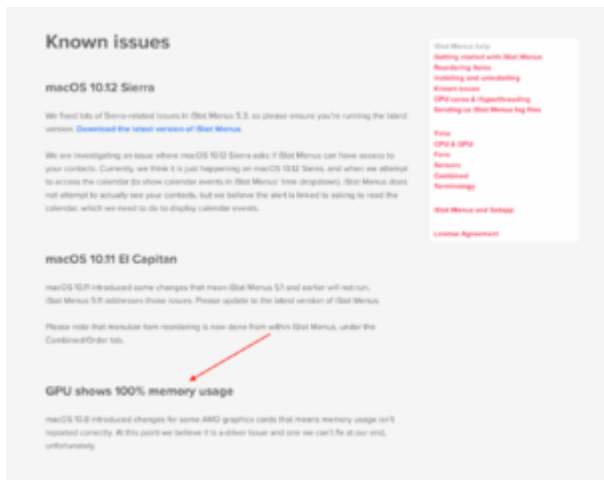 Known issues
macOS 10.12 Sierra
We fixed lots of Sierra-related issues in iStat Menus 5.3, so please ensure you're running the latest
version. Download the latest version of iStat Menus.
We are investigating an issue where macOS 10.12 Sierra asks if iStat Menus can have access to
your contacts. Currently, we think it is just happening on macOS 10.12 Sierra, and when we attempt
to access the calendar (to show calendar events in iStat Menus' time dropdown). iStat Menus does
not attempt to actually see your contacts, but we believe the alert is linked to asking to read the
calendar, which we need to do to display calendar events.
macOS 10.11 El Capitan
macOS 10.11 introduced some changes that mean iStat Menus 5.1 and earlier will not run.
iStat Menus 5.11 addresses those issues. Please update to the latest version of iStat Menus.
Please note that menubar item reordering is now done from within iStat Menus, under the
Combined/Order tab.
GPU shows 100% memory usage
macOS 10.8 introduced changes for some AMD graphics cards that means memory usage isn't
reported correctly. At this point we believe it is a driver issue and one we can't fix at our end,
unfortunately.
iStat Menus help
Getting started with iStat Menus
Reordering items
Installing and uninstalling
Known issues
CPU cores & Hyperthreading
Sending us iStat Menus log files
Time
CPU & GPU
Fans
Sensors
Combined
Terminology
iStat Menus and Setapp
License Agreement